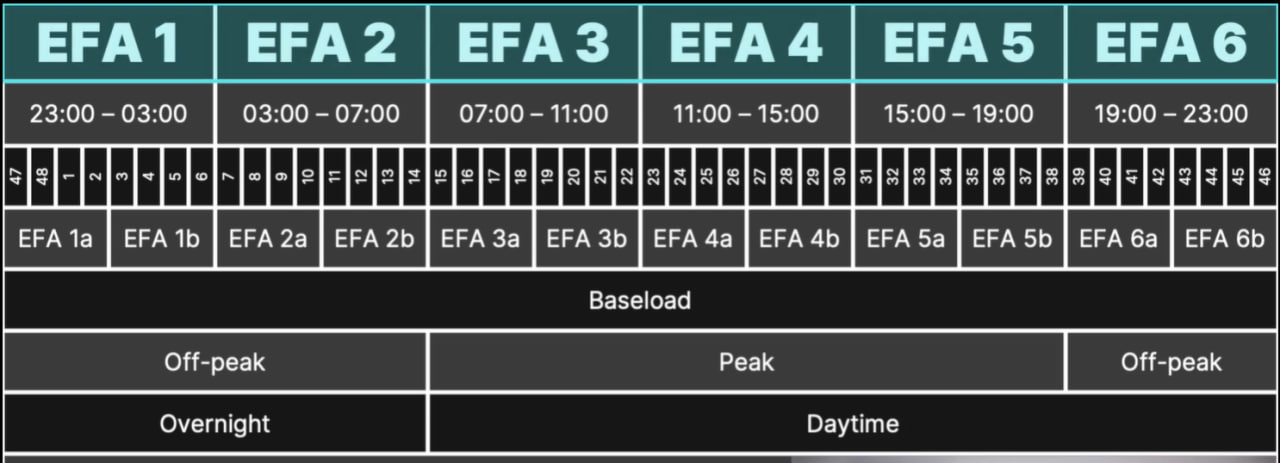 EFA 1 EFA 2 EFA 3 EFA 4 EFA 5 EFA 6
23:00 – 03:00 03:00 – 07:00 07:00 – 11:00 11:00 – 15:00 15:00 – 19:00 19:00 – 23:00
47 48 1 2 3 4 5 6 7 8 9 10 11 12 13 14 15 16 17 18 19 20 21 22 23 24 25 26 27 28 29 30 31 32 33 34 35 36 37 38 39 40 41 42 43 44 45 46
EFA 1a EFA 1b EFA 2a EFA 2b EFA 3a EFA 3b EFA 4a EFA 4b EFA 5a EFA 5b EFA 6a EFA 6b
Baseload
Off-peak Peak Off-peak
Overnight Daytime